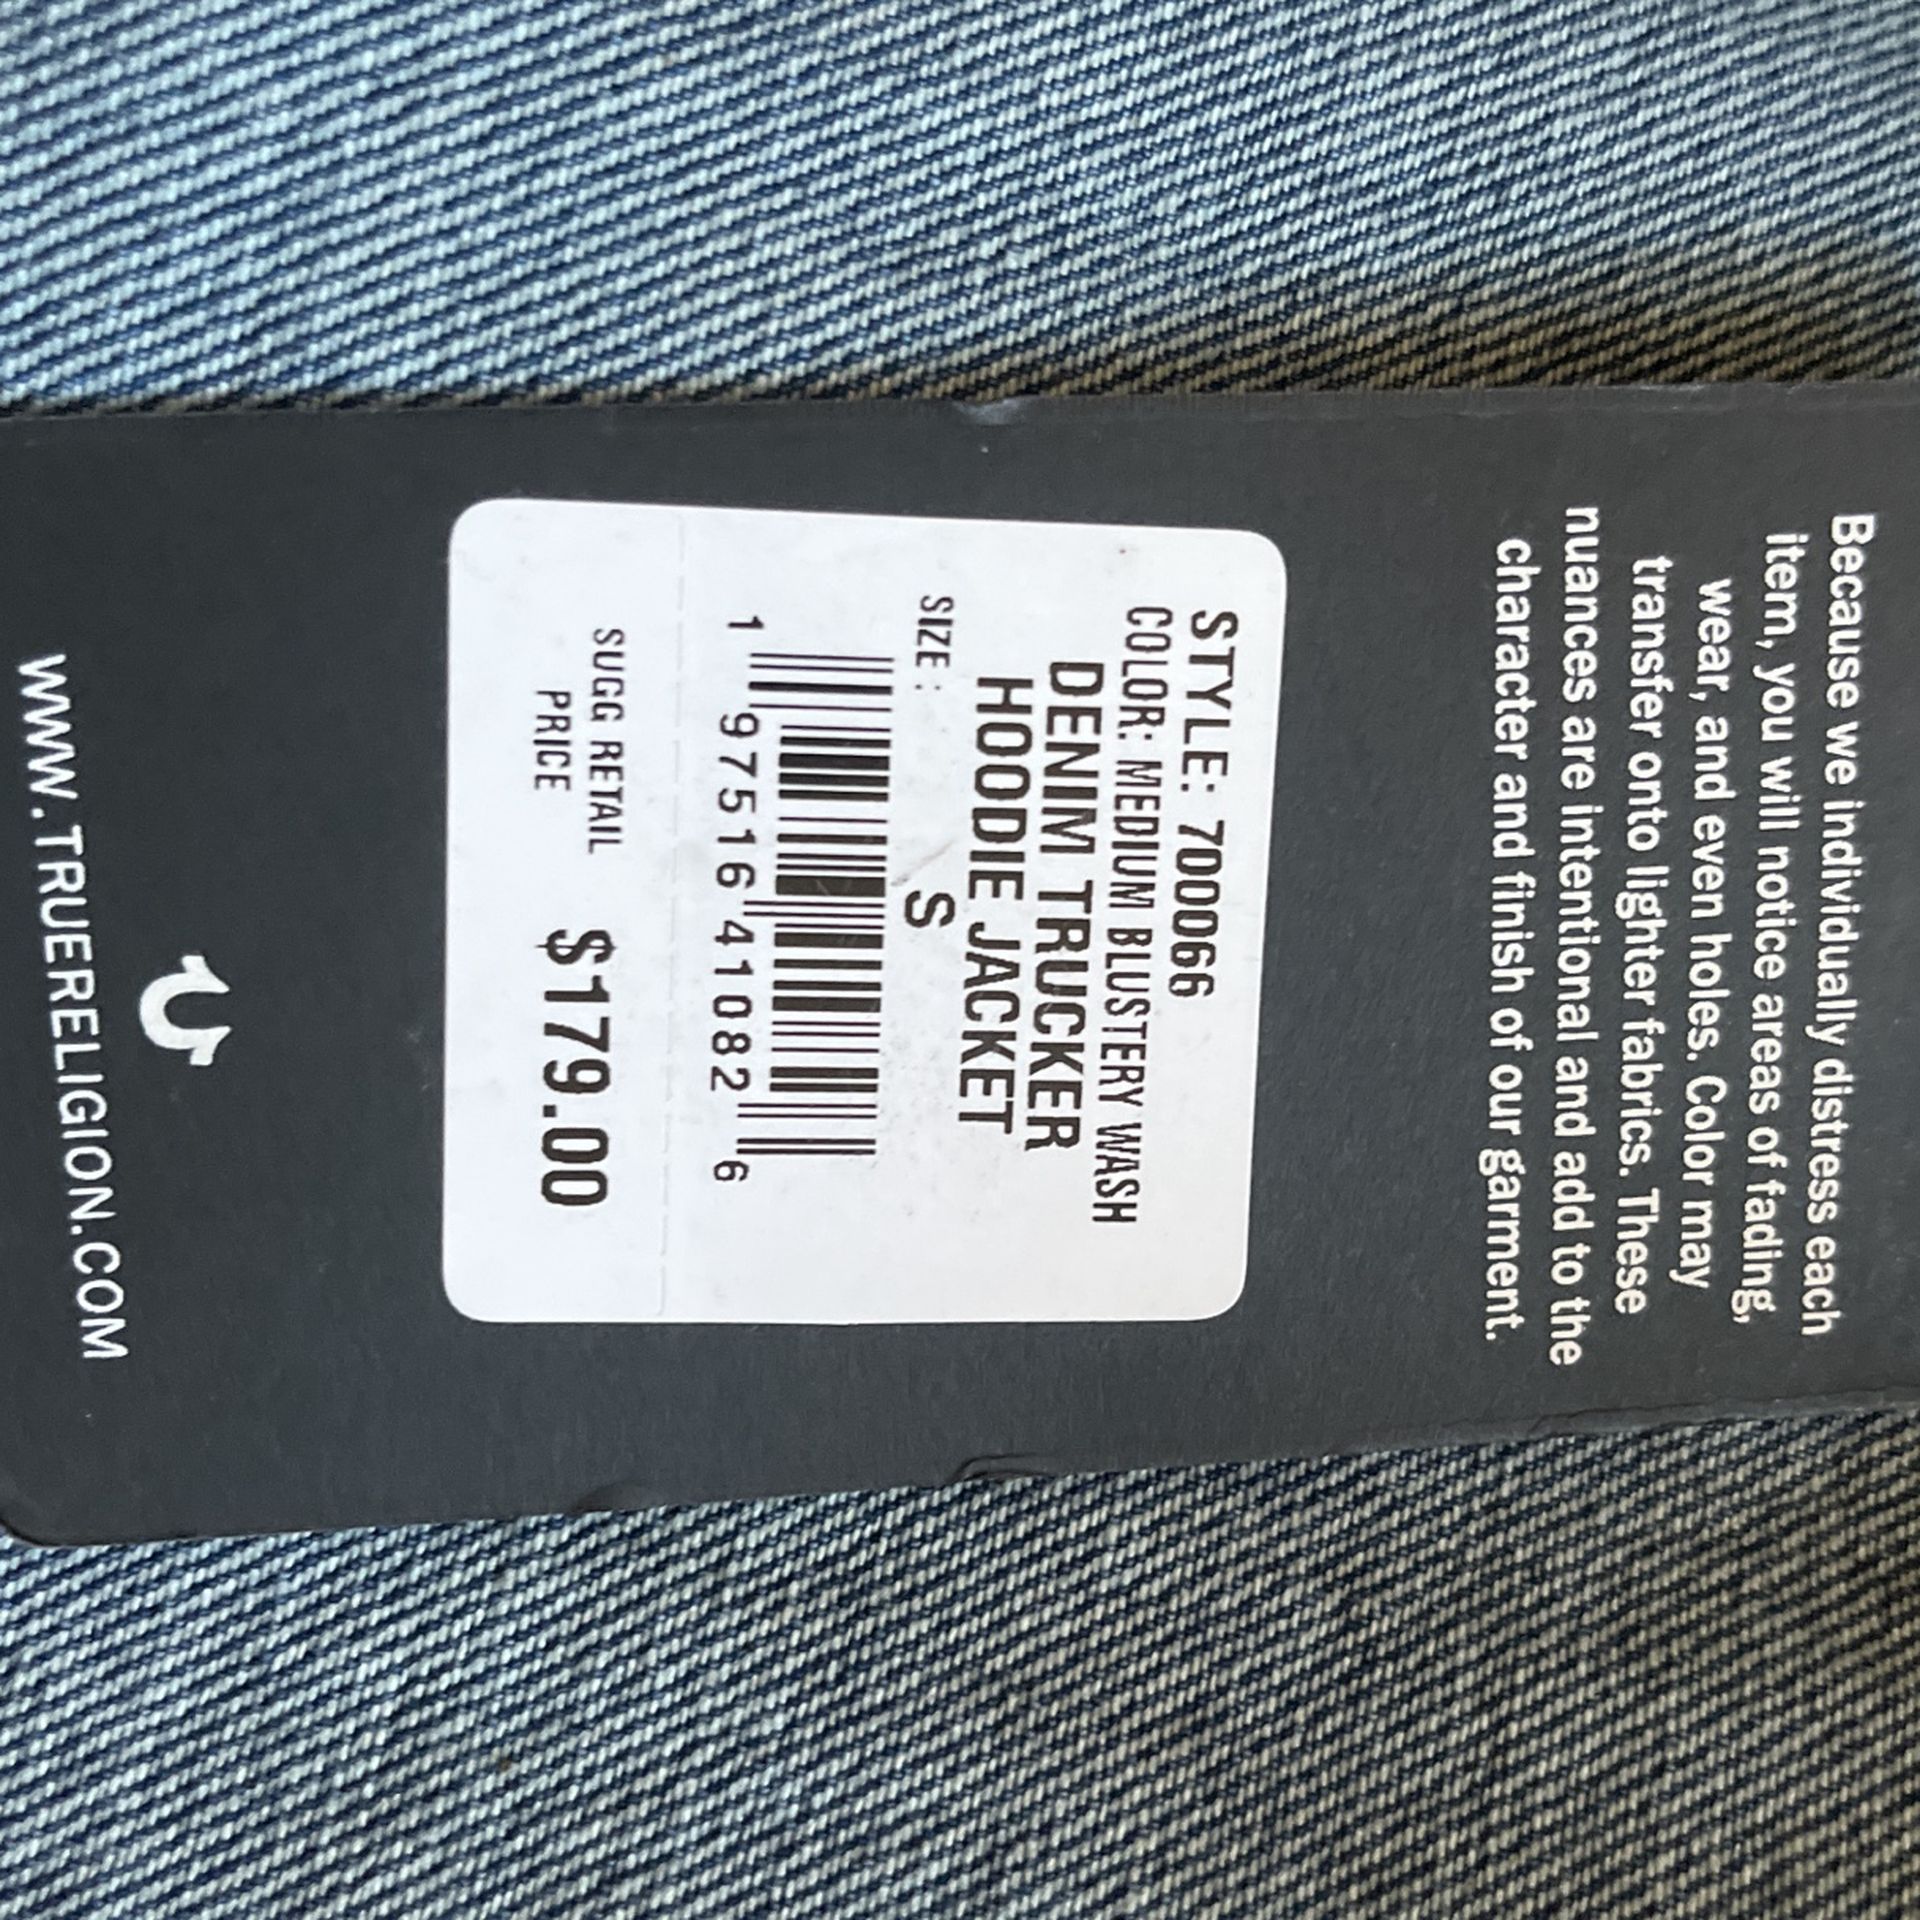 Because we individually distress each
item, you will notice areas of fading,
wear, and even holes. Color may
transfer onto lighter fabrics. These
nuances are intentional and add to the
character and finish of our garment.
STYLE: 700066
COLOR: MEDIUM BLUSTERY WASH
DENIM TRUCKER
HOODIE JACKET
SIZE : S
1 97516 41082 6
SUGG RETAIL
PRICE $179.00
WWW.TRUERELIGION.COM